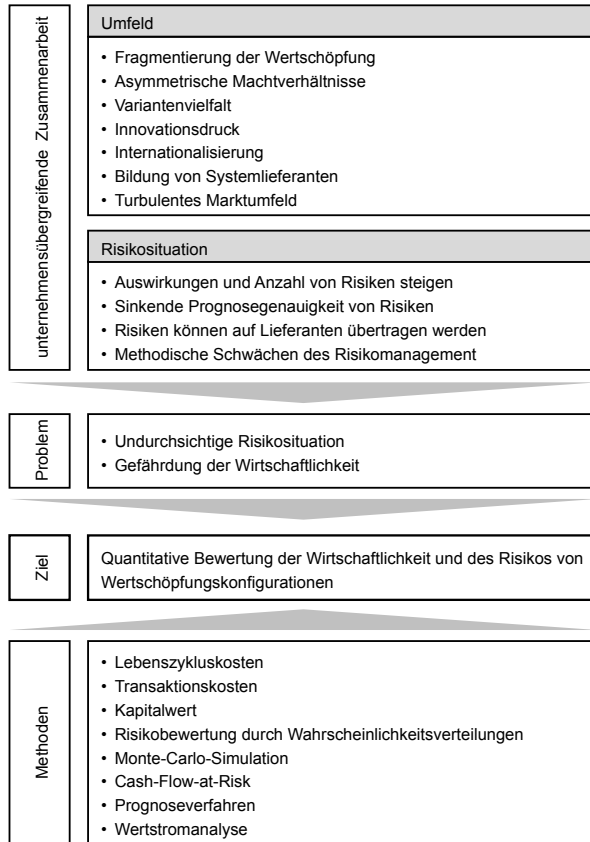 unternehmensübergreifende Zusammenarbeit
Umfeld
• Fragmentierung der Wertschöpfung
• Asymmetrische Machtverhältnisse
• Variantenvielfalt
• Innovationsdruck
• Internationalisierung
• Bildung von Systemlieferanten
• Turbulentes Marktumfeld
Risikosituation
• Auswirkungen und Anzahl von Risiken steigen
• Sinkende Prognosegenauigkeit von Risiken
• Risiken können auf Lieferanten übertragen werden
• Methodische Schwächen des Risikomanagement
Problem
• Undurchsichtige Risikosituation
• Gefährdung der Wirtschaftlichkeit
Ziel
Quantitative Bewertung der Wirtschaftlichkeit und des Risikos von
Wertschöpfungskonfigurationen
Methoden
• Lebenszykluskosten
• Transaktionskosten
• Kapitalwert
• Risikobewertung durch Wahrscheinlichkeitsverteilungen
• Monte-Carlo-Simulation
• Cash-Flow-at-Risk
• Prognoseverfahren
• Wertstromanalyse